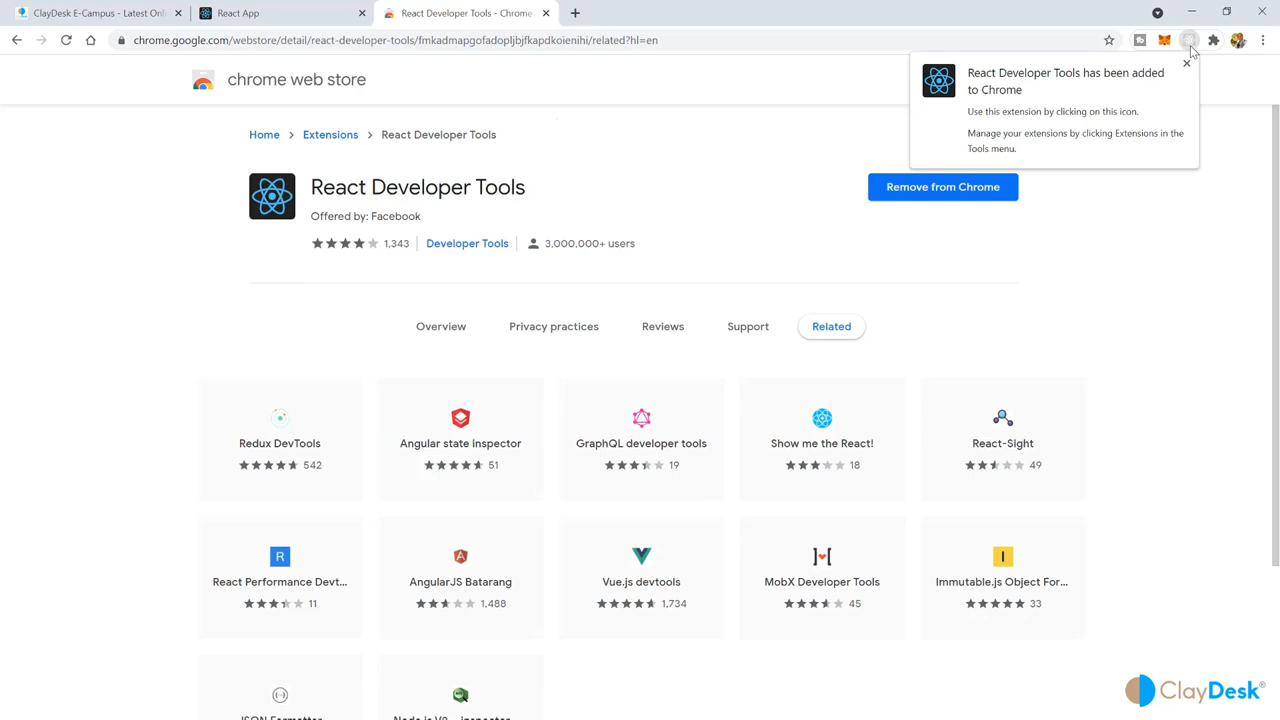 ClayDesk E-Campus - Latest Onli
React App
React Developer Tools - Chrome
chrome.google.com/webstore/detail/react-developer-tools/fmkadmapgofadopljbjfkapdkoienihi/related?hl=en
chrome web store
React Developer Tools has been added
to Chrome
Use this extension by clicking on this icon.
Manage your extensions by clicking Extensions in the
Tools menu.
Home > Extensions > React Developer Tools
React Developer Tools
Remove from Chrome
Offered by: Facebook
1,343 Developer Tools 3,000,000+ users
Overview Privacy practices Reviews Support Related
Redux DevTools
542
Angular state inspector
51
GraphQL developer tools
19
Show me the React!
18
React-Sight
49
R
React Performance Devt...
11
AngularJS Batarang
1,488
Vue.js devtools
1,734
MobX Developer Tools
45
I
Immutable.js Object For...
33
JSON Formatter
ClayDesk®